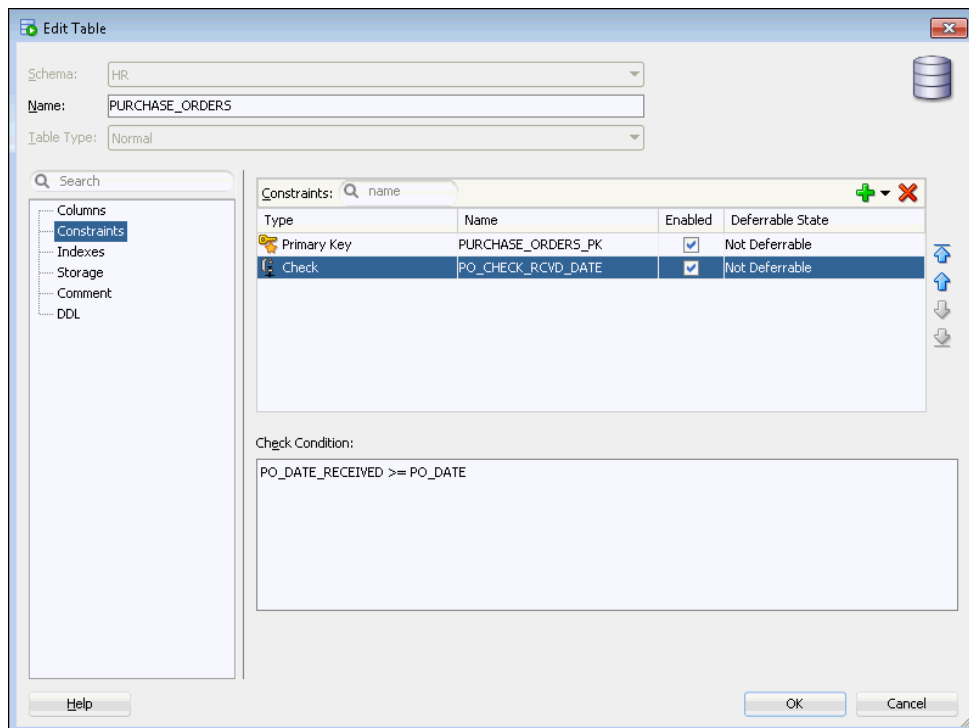 Edit Table
Schema: HR
Name: PURCHASE_ORDERS
Table Type: Normal
Search
Columns
Constraints
Indexes
Storage
Comment
DDL
Constraints: name
Type Name Enabled Deferrable State
Primary Key PURCHASE_ORDERS_PK Not Deferrable
Check PO_CHECK_RCVD_DATE Not Deferrable
Check Condition:
PO_DATE_RECEIVED >= PO_DATE
Help OK Cancel